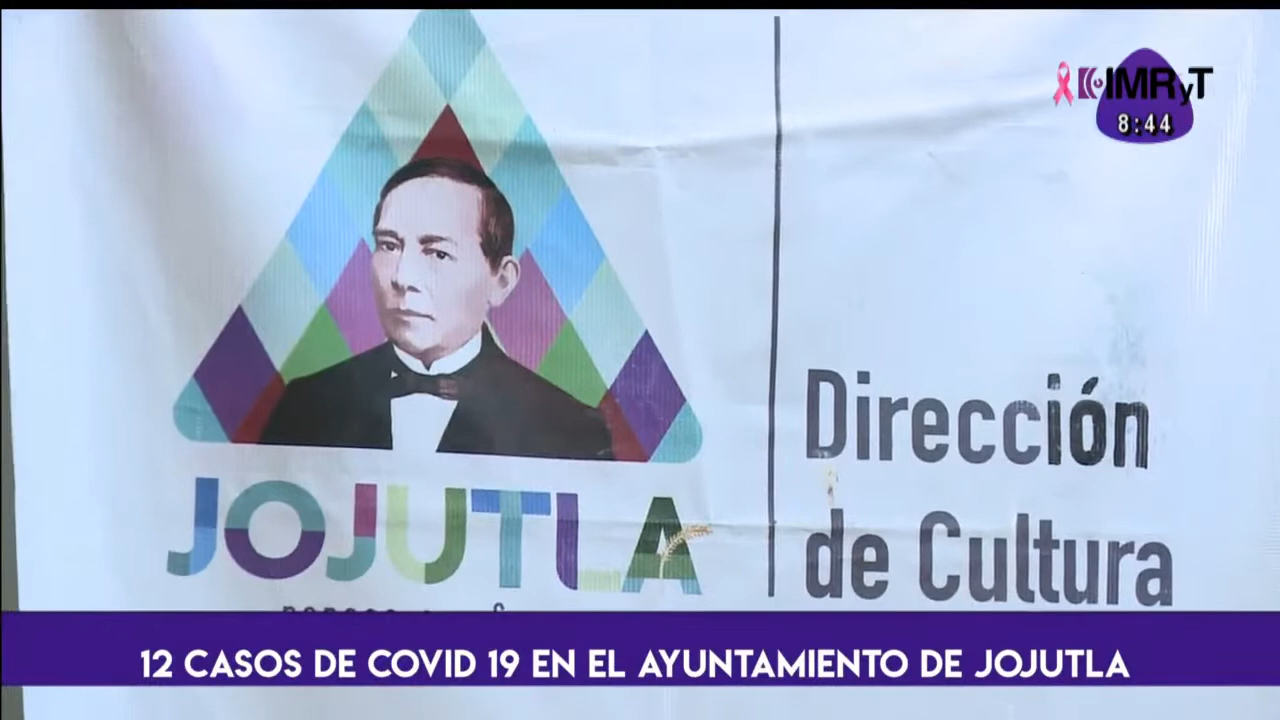 IMRyT
8:44
JOJUTLA
Dirección
de Cultura
12 CASOS DE COVID 19 EN EL AYUNTAMIENTO DE JOJUTLA